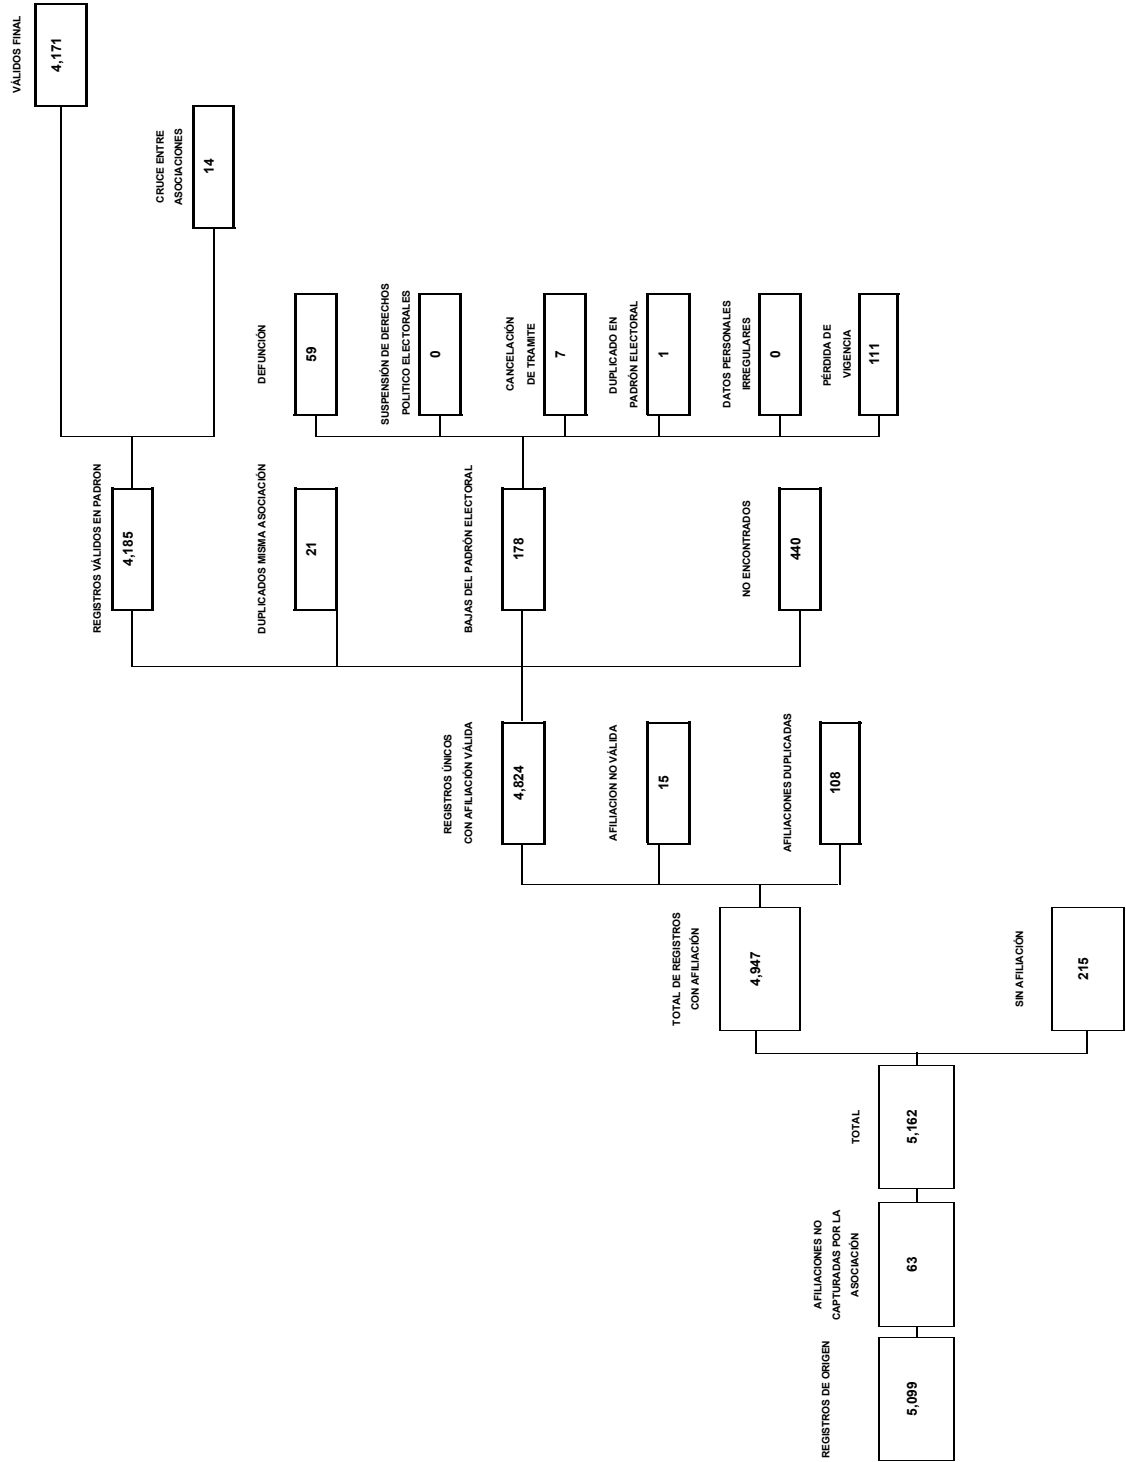 REGISTROS DE ORIGEN
5,099
AFILIACIONES NO
CAPTURADAS POR LA
ASOCIACIÓN
63
TOTAL
5,162
TOTAL DE REGISTROS
CON AFILIACIÓN
4,947
SIN AFILIACIÓN
215
REGISTROS ÚNICOS
CON AFILIACIÓN VÁLIDA
4,824
AFILIACION NO VÁLIDA
15
AFILIACIONES DUPLICADAS
108
REGISTROS VÁLIDOS EN PADRON
4,185
DUPLICADOS MISMA ASOCIACIÓN
21
BAJAS DEL PADRÓN ELECTORAL
178
NO ENCONTRADOS
440
DEFUNCIÓN
59
SUSPENSIÓN DE DERECHOS
POLITICO ELECTORALES
0
CANCELACIÓN
DE TRAMITE
7
DUPLICADO EN
PADRÓN ELECTORAL
1
DATOS PERSONALES
IRREGULARES
0
PÉRDIDA DE
VIGENCIA
111
CRUCE ENTRE
ASOCIACIONES
14
VÁLIDOS FINAL
4,171